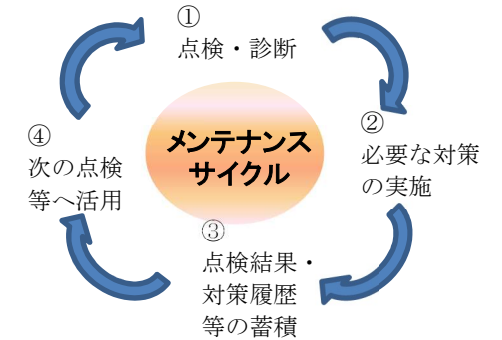 ①
点検・診断
②
必要な対策
の実施
③
点検結果・
対策履歴
等の蓄積
④
次の点検
等へ活用
メンテナンス
サイクル